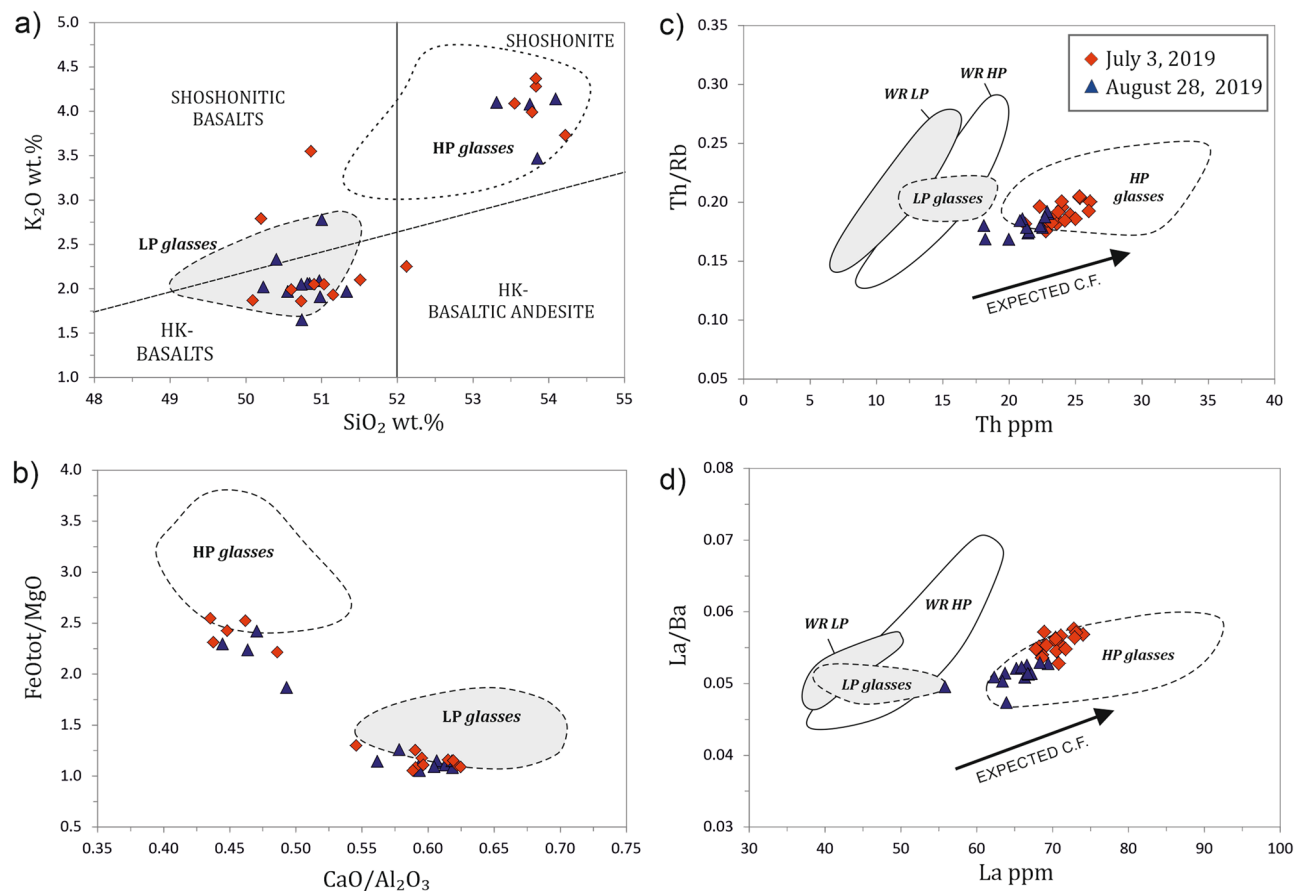 a)
K₂O wt.%
5.0
4.5
4.0
3.5
3.0
2.5
2.0
1.5
1.0
SHOSHONITE
SHOSHONITIC
BASALTS
HP glasses
LP glasses
HK-
BASALTS
HK-
BASALTIC ANDESITE
48 49 50 51 52 53 54 55
SiO₂ wt.%
c)
Th/Rb
0.35
0.30
0.25
0.20
0.15
0.10
0.05
July 3, 2019
August 28, 2019
WR HP
WR LP
LP glasses
HP
glasses
EXPECTED C.F.
0 5 10 15 20 25 30 35 40
Th ppm
b)
FeOtot/MgO
4.0
3.5
3.0
2.5
2.0
1.5
1.0
0.5
HP glasses
LP glasses
0.35 0.40 0.45 0.50 0.55 0.60 0.65 0.70 0.75
CaO/Al₂O₃
d)
La/Ba
0.08
0.07
0.06
0.05
0.04
0.03
WR HP
WR LP
LP glasses
HP glasses
EXPECTED C.F.
30 40 50 60 70 80 90 100
La ppm